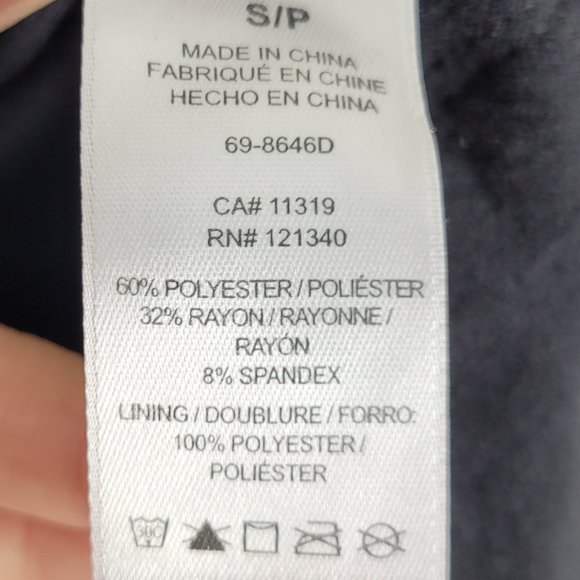 S/P
MADE IN CHINA
FABRIQUÉ EN CHINE
HECHO EN CHINA
69-8646D
CA# 11319
RN# 121340
60% POLYESTER / POLIÉSTER
32% RAYON / RAYONNE /
RAYÓN
8% SPANDEX
LINING / DOUBLURE / FORRO:
100% POLYESTER /
POLIÉSTER
30C